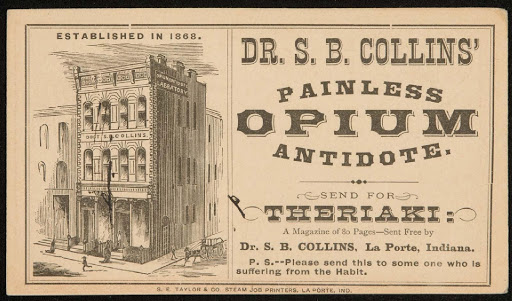 ESTABLISHED IN 1868.
DR. S. B. COLLINS'
PAINLESS
OPIUM
ANTIDOTE.
SEND FOR
THERIAKI:
A Magazine of 80 Pages—Sent Free by
Dr. S. B. COLLINS, La Porte, Indiana.
P. S.--Please send this to some one who is
suffering from the Habit.
S. E. TAYLOR & CO. STEAM JOB PRINTERS, LA PORTE, IND.